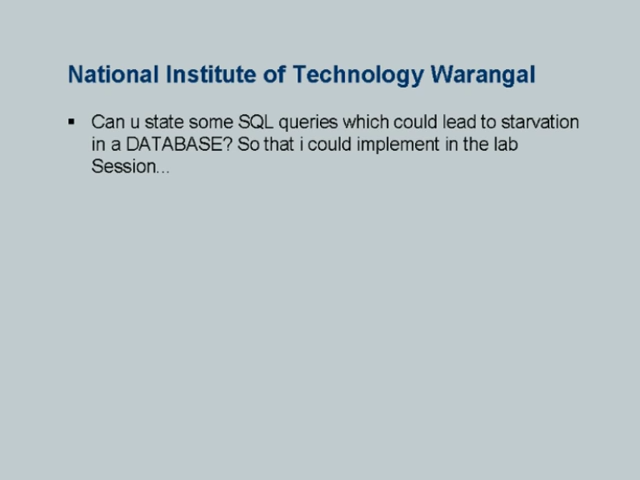 National Institute of Technology Warangal
▪ Can u state some SQL queries which could lead to starvation
in a DATABASE? So that i could implement in the lab
Session...